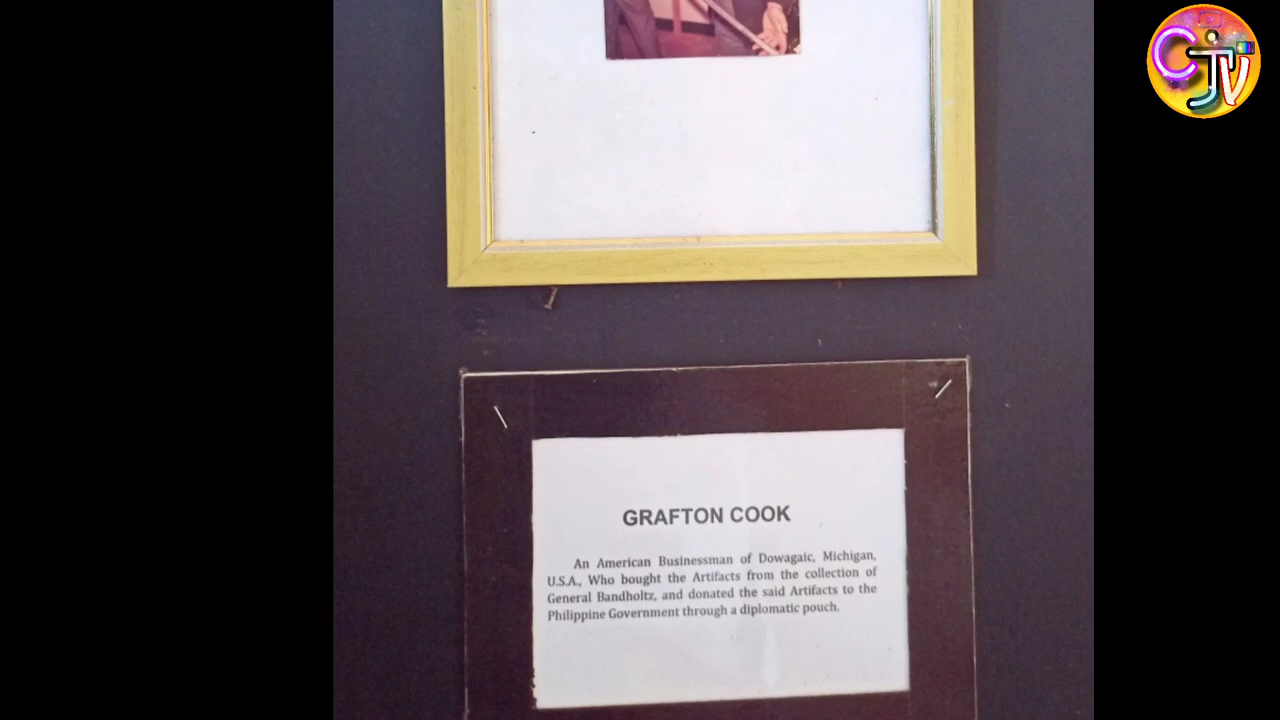 CJTV
GRAFTON COOK
An American Businessman of Dowagaic, Michigan,
U.S.A., Who bought the Artifacts from the collection of
General Bandholtz, and donated the said Artifacts to the
Philippine Government through a diplomatic pouch.